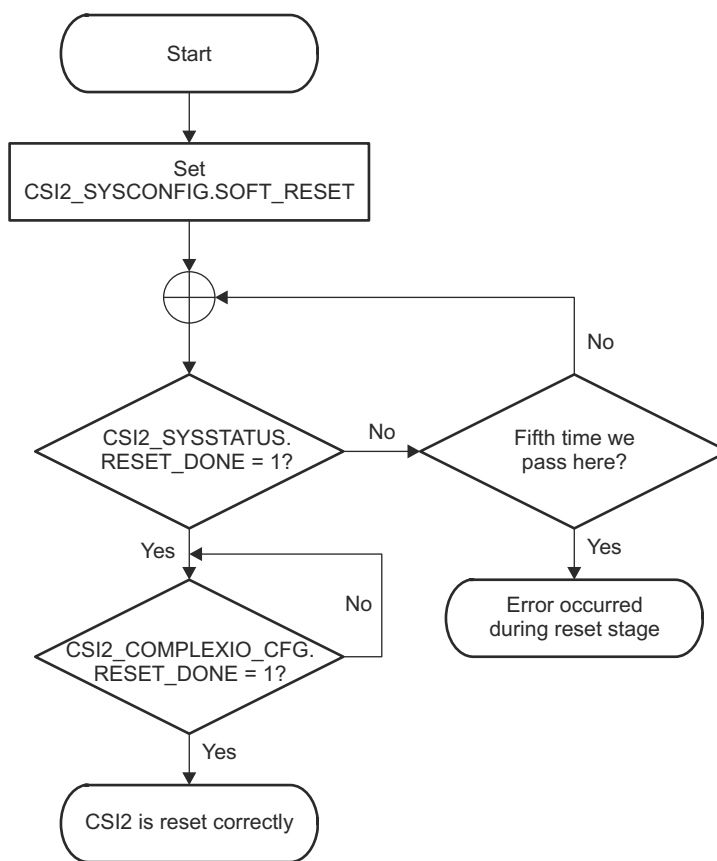 Start
Set
CSI2_SYSCONFIG.SOFT_RESET
No
CSI2_SYSSTATUS.
RESET_DONE = 1?
No
Fifth time we
pass here?
Yes
Yes
No
Error occurred
during reset stage
CSI2_COMPLEXIO_CFG.
RESET_DONE = 1?
Yes
CSI2 is reset correctly